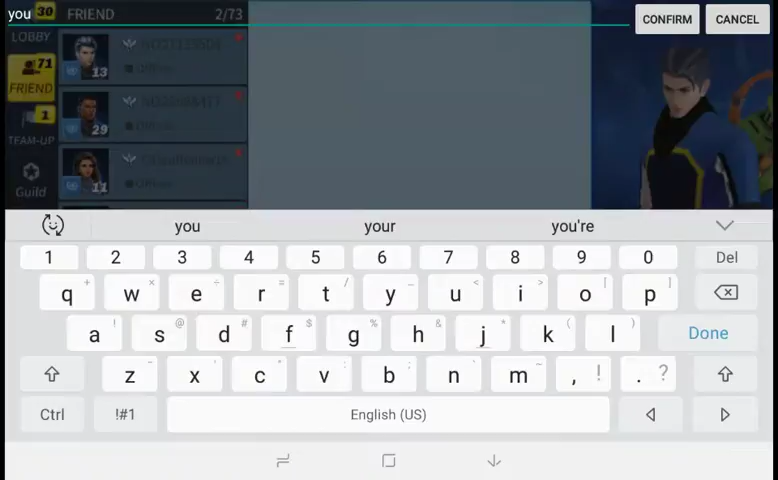 you 30 FRIEND 2/73 CONFIRM CANCEL
LOBBY
71
FRIEND
13
1
TEAM-UP
29
Guild
11
you your you're
1 2 3 4 5 6 7 8 9 0 Del
q + w × e ÷ r = t / y _ u < i > o [ p ]
a ! s @ d # f $ g % h & j * k ( l ) Done
z - x ' c " v : b ; n , m ~ , ! . ?
Ctrl !#1 English (US)